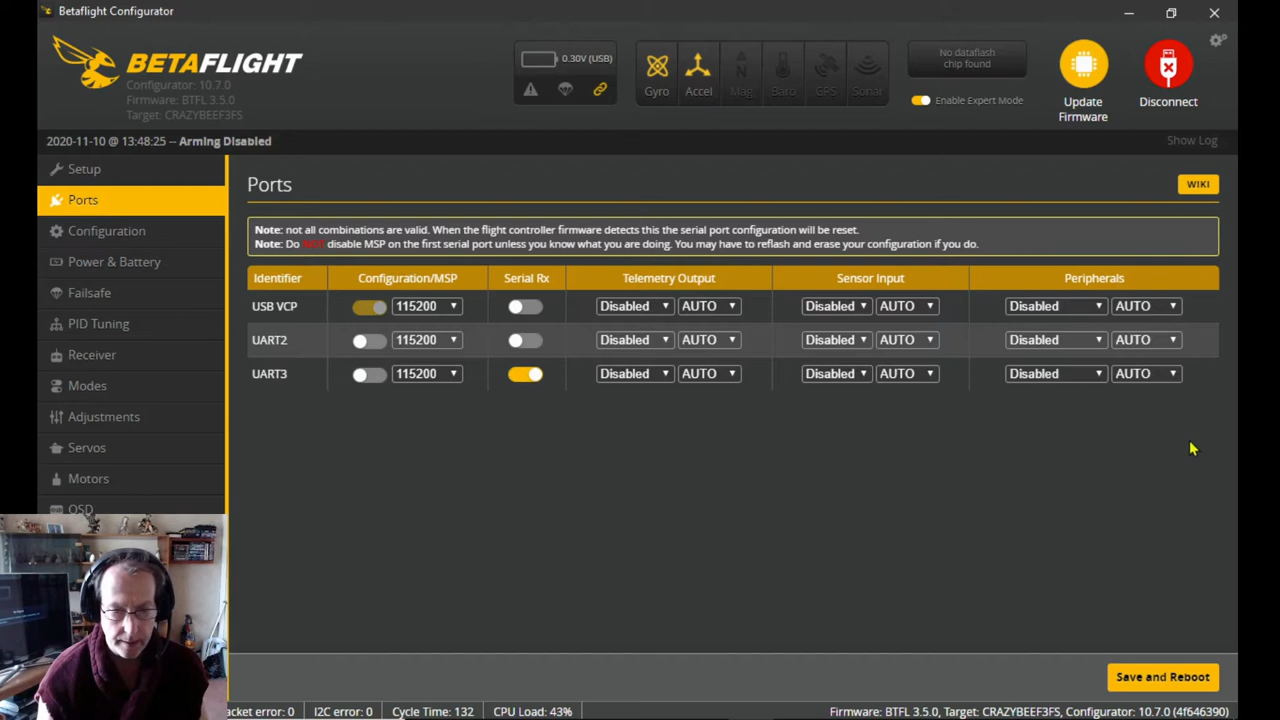 Betaflight Configurator
BETAFLIGHT
Configurator: 10.7.0
Firmware: BTFL 3.5.0
Target: CRAZYBEEF3FS
0.30V (USB)
Gyro Accel Mag Baro GPS Sonar
No dataflash
chip found
Enable Expert Mode
Update
Firmware
Disconnect
2020-11-10 @ 13:48:25 -- Arming Disabled
Show Log
Setup
Ports
Configuration
Power & Battery
Failsafe
PID Tuning
Receiver
Modes
Adjustments
Servos
Motors
OSD
Ports
WIKI
Note: not all combinations are valid. When the flight controller firmware detects this the serial port configuration will be reset.
Note: Do NOT disable MSP on the first serial port unless you know what you are doing. You may have to reflash and erase your configuration if you do.
Identifier Configuration/MSP Serial Rx Telemetry Output Sensor Input Peripherals
USB VCP 115200 Disabled AUTO Disabled AUTO Disabled AUTO
UART2 115200 Disabled AUTO Disabled AUTO Disabled AUTO
UART3 115200 Disabled AUTO Disabled AUTO Disabled AUTO
Save and Reboot
acket error: 0 I2C error: 0 Cycle Time: 132 CPU Load: 43% Firmware: BTFL 3.5.0, Target: CRAZYBEEF3FS, Configurator: 10.7.0 (4f646390)